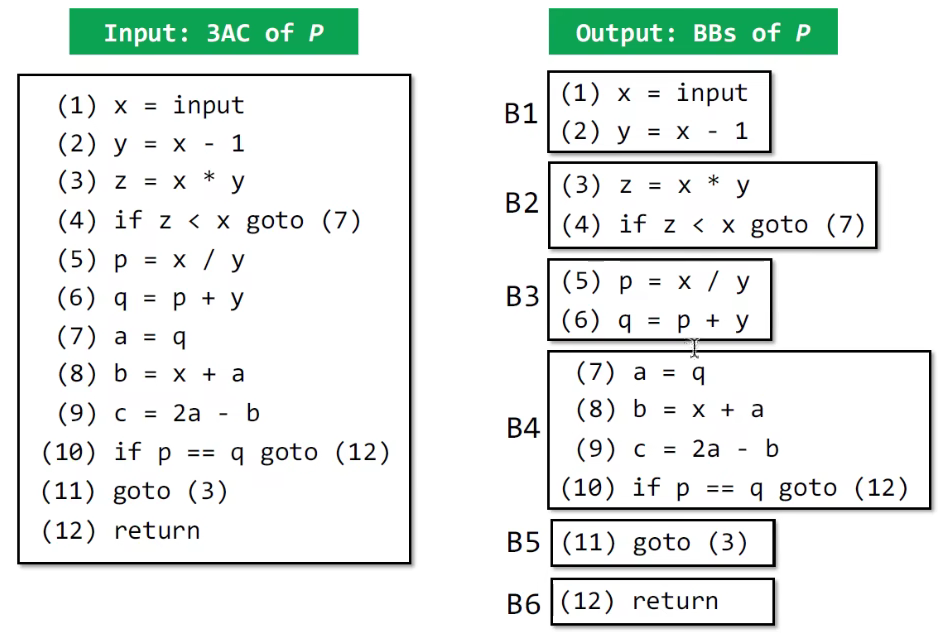 Input: 3AC of P
(1) x = input
(2) y = x - 1
(3) z = x * y
(4) if z < x goto (7)
(5) p = x / y
(6) q = p + y
(7) a = q
(8) b = x + a
(9) c = 2a - b
(10) if p == q goto (12)
(11) goto (3)
(12) return
Output: BBs of P
B1
(1) x = input
(2) y = x - 1
B2
(3) z = x * y
(4) if z < x goto (7)
B3
(5) p = x / y
(6) q = p + y
B4
(7) a = q
(8) b = x + a
(9) c = 2a - b
(10) if p == q goto (12)
B5
(11) goto (3)
B6
(12) return